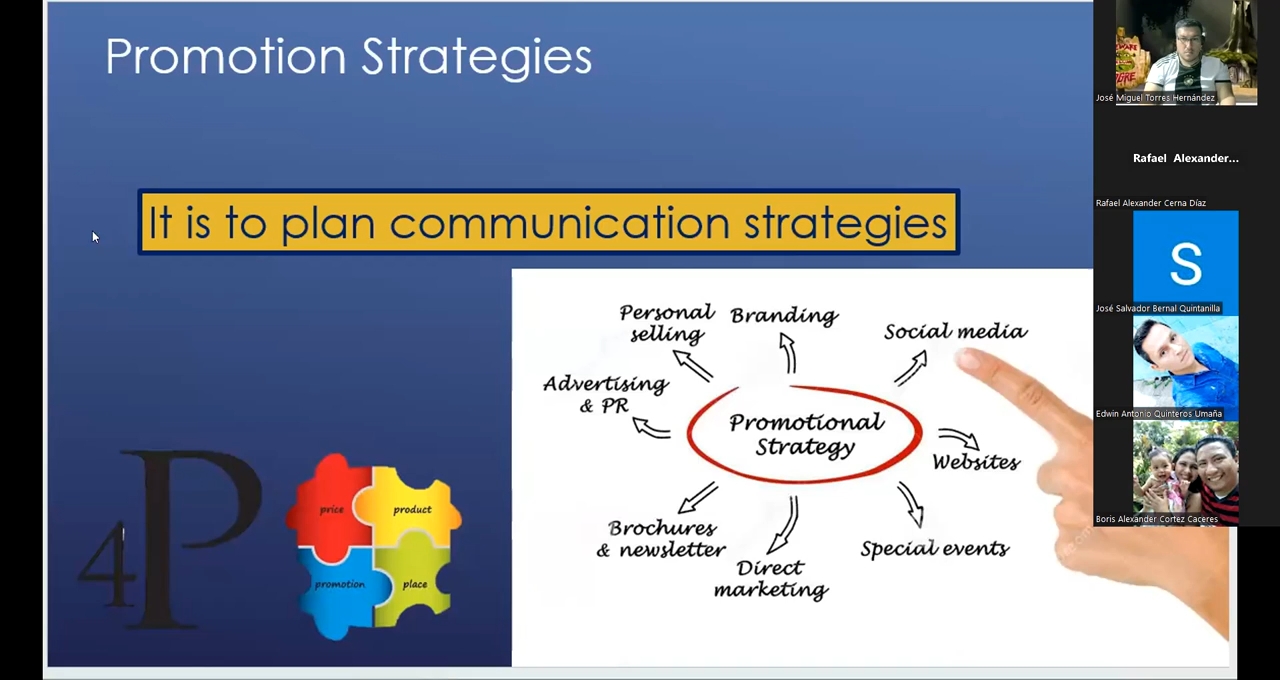 Promotion Strategies
It is to plan communication strategies
Personal
selling
Branding
Social media
Advertising
& PR
Promotional
Strategy
Websites
Brochures
& newsletter
Direct
marketing
Special events
4P
price
product
promotion
place
José Miguel Torres Hernández
Rafael Alexander...
Rafael Alexander Cerna Díaz
S
José Salvador Bernal Quintanilla
Edwin Antonio Quinteros Umaña
Boris Alexander Cortez Caceres